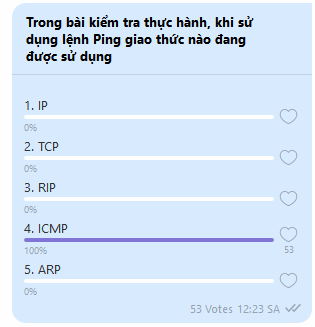 Trong bài kiểm tra thực hành, khi sử
dụng lệnh Ping giao thức nào đang
được sử dụng
1. IP
0%
2. TCP
0%
3. RIP
0%
4. ICMP
100% 53
5. ARP
0%
53 Votes 12:23 SA